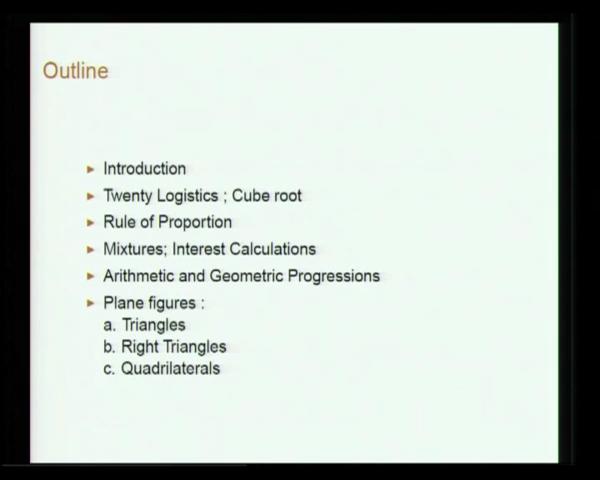 Outline
► Introduction
► Twenty Logistics ; Cube root
► Rule of Proportion
► Mixtures; Interest Calculations
► Arithmetic and Geometric Progressions
► Plane figures :
a. Triangles
b. Right Triangles
c. Quadrilaterals